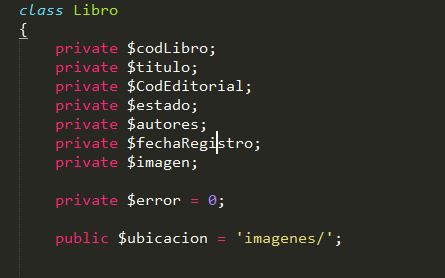 class Libro
{
    private $codLibro;
    private $titulo;
    private $CodEditorial;
    private $estado;
    private $autores;
    private $fechaRegistro;
    private $imagen;

    private $error = 0;

    public $ubicacion = 'imagenes/';